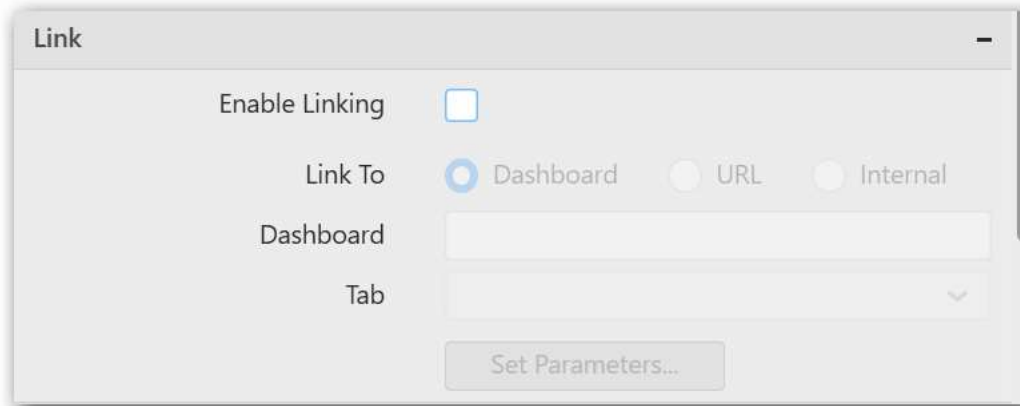 Link
Enable Linking
Link To Dashboard URL Internal
Dashboard
Tab
Set Parameters...